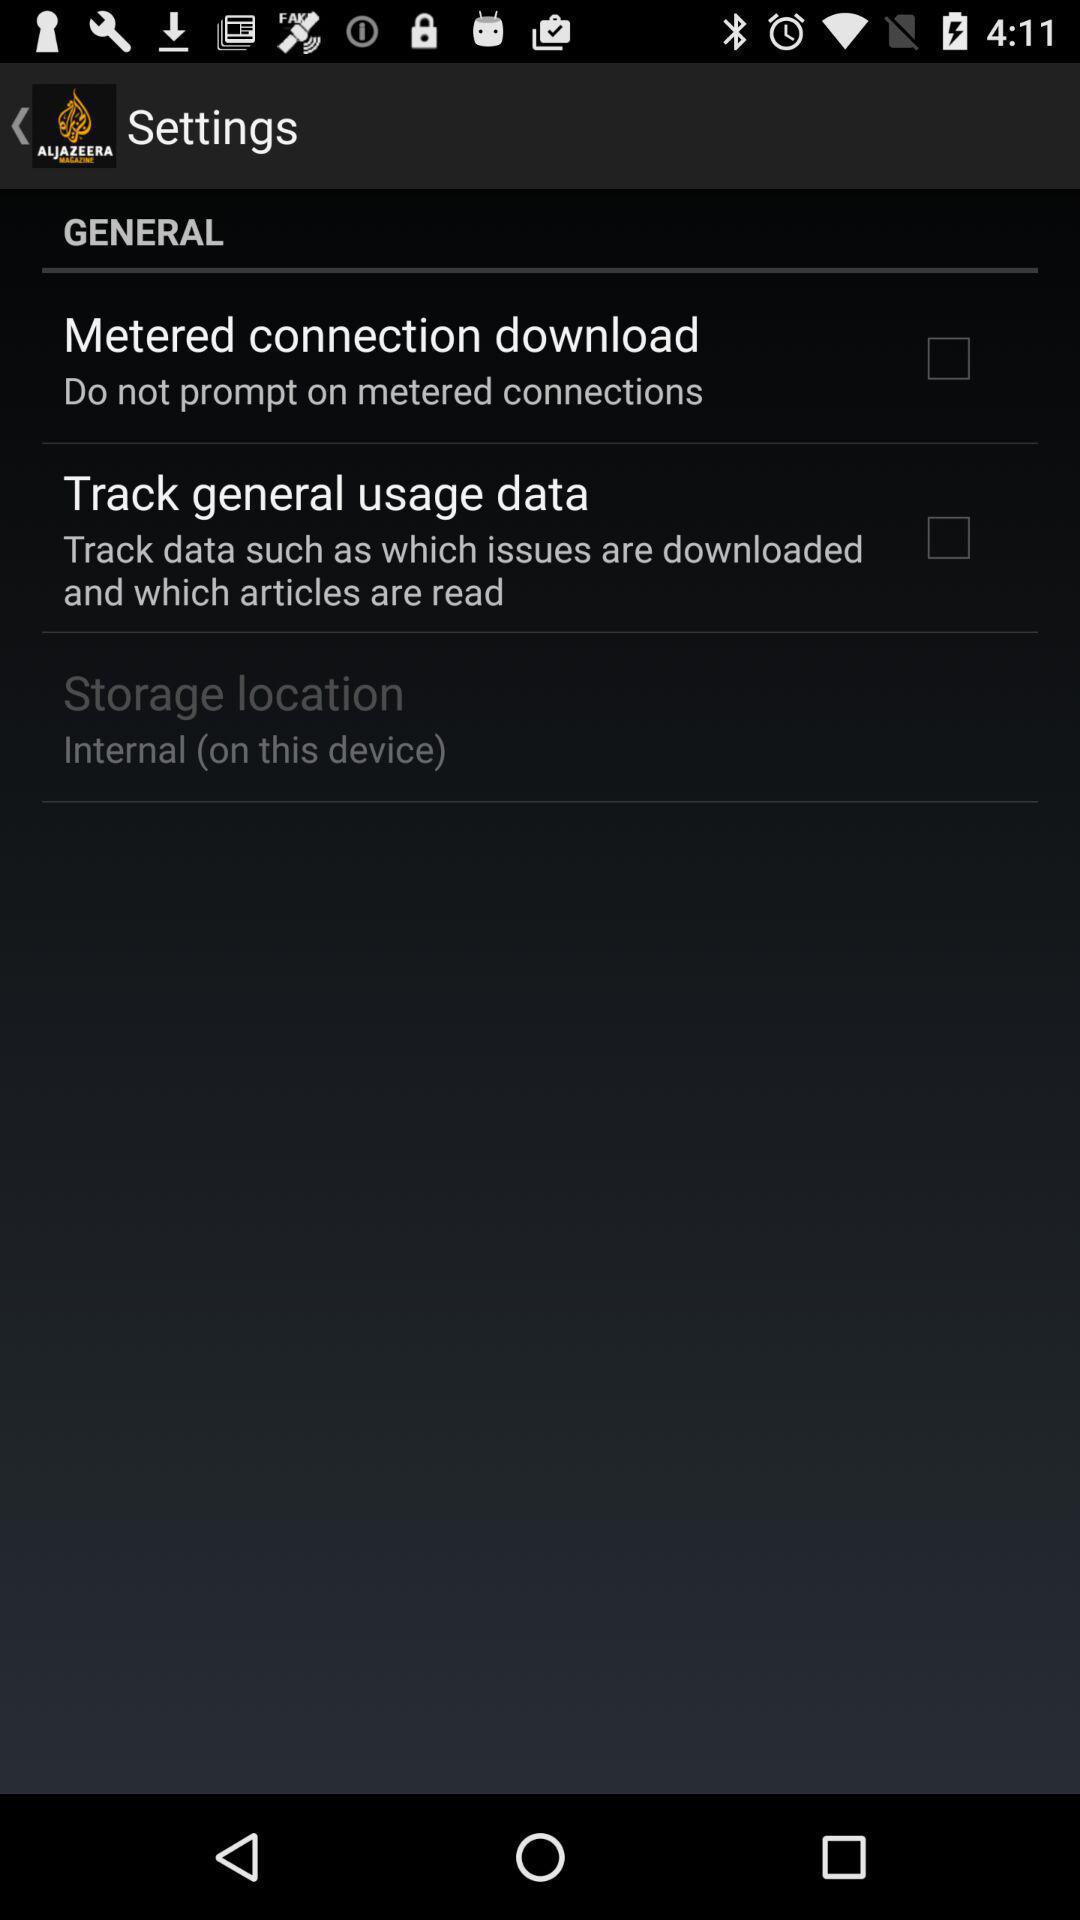 FAKE
4:11
ALJAZEERA
MAGAZINE
Settings
GENERAL
Metered connection download
Do not prompt on metered connections
Track general usage data
Track data such as which issues are downloaded
and which articles are read
Storage location
Internal (on this device)